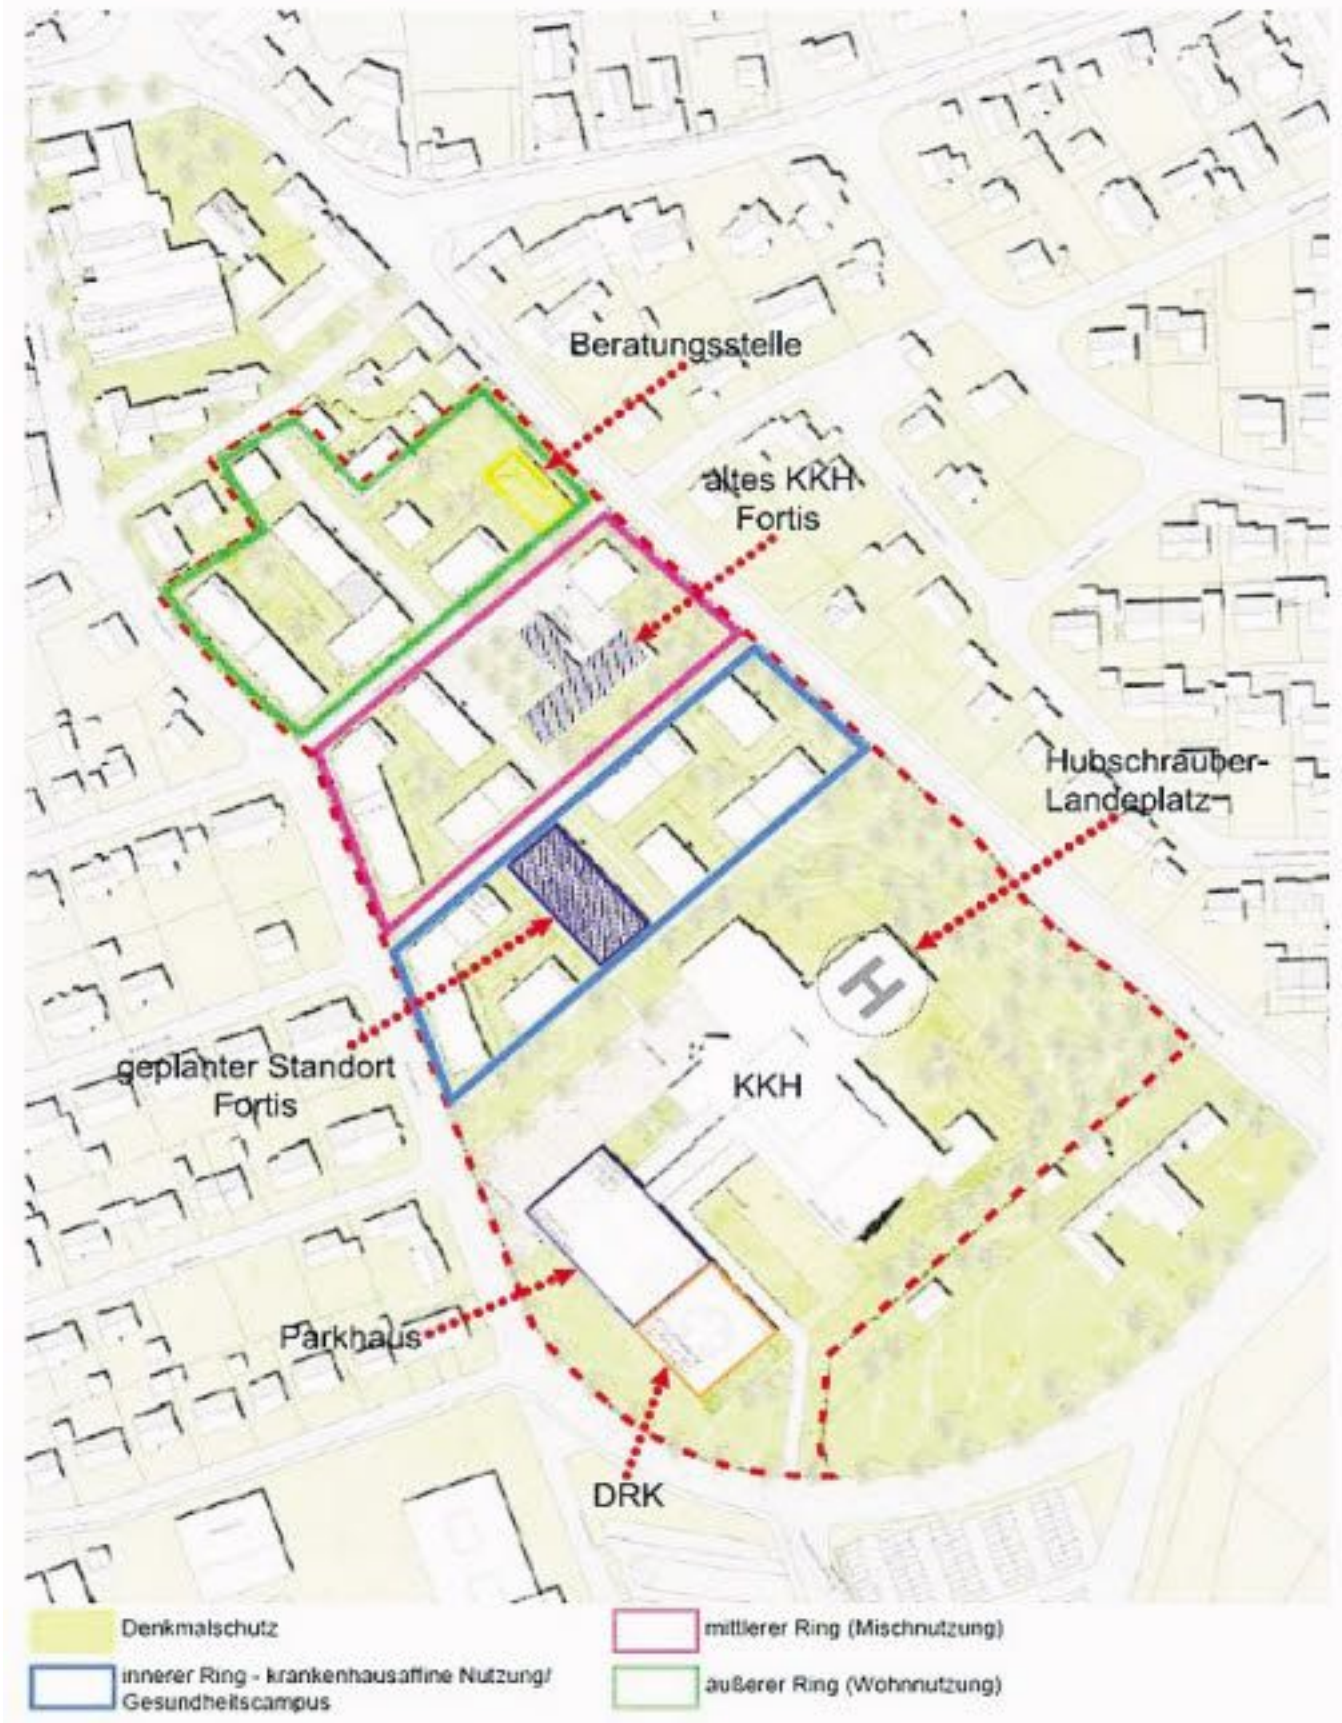 Beratungsstelle
altes KKH
Fortis
Hubschrauber-
Landeplatz
H
geplanter Standort
Fortis
KKH
Parkhaus
DRK
Denkmalschutz
innerer Ring - krankenhausaffine Nutzung/
Gesundheitscampus
mittlerer Ring (Mischnutzung)
äußerer Ring (Wohnnutzung)